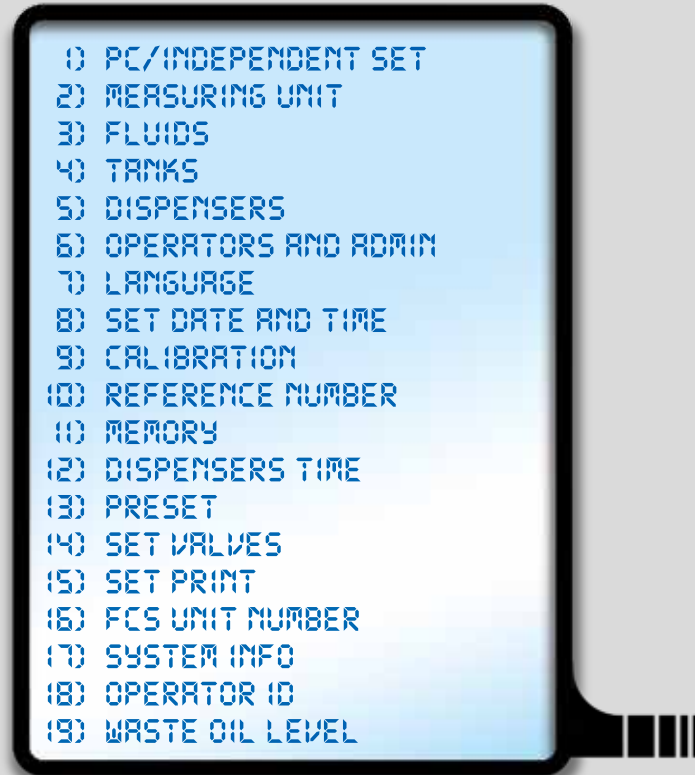 1) PC/INDEPENDENT SET
2) MEASURING UNIT
3) FLUIDS
4) TANKS
5) DISPENSERS
6) OPERATORS AND ADMIN
7) LANGUAGE
8) SET DATE AND TIME
9) CALIBRATION
10) REFERENCE NUMBER
11) MEMORY
12) DISPENSERS TIME
13) PRESET
14) SET VALVES
15) SET PRINT
16) FCS UNIT NUMBER
17) SYSTEM INFO
18) OPERATOR ID
19) WASTE OIL LEVEL